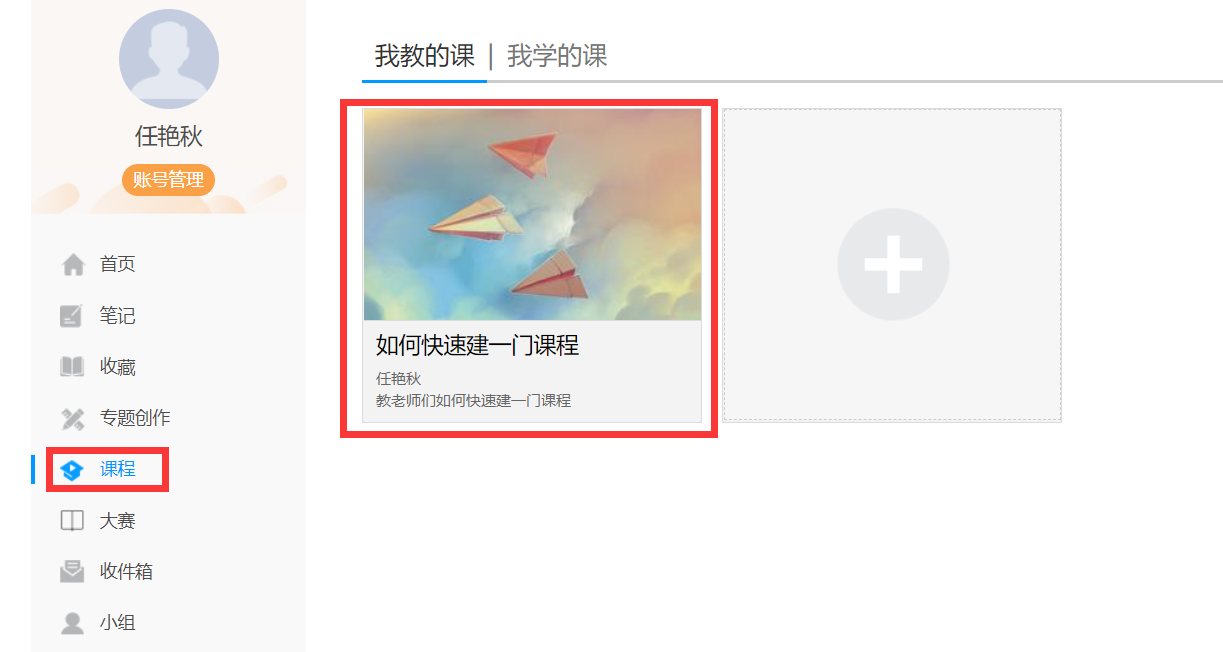 任艳秋
账号管理
首页
笔记
收藏
专题创作
课程
大赛
收件箱
小组
我教的课 | 我学的课
如何快速建一门课程
任艳秋
教老师们如何快速建一门课程